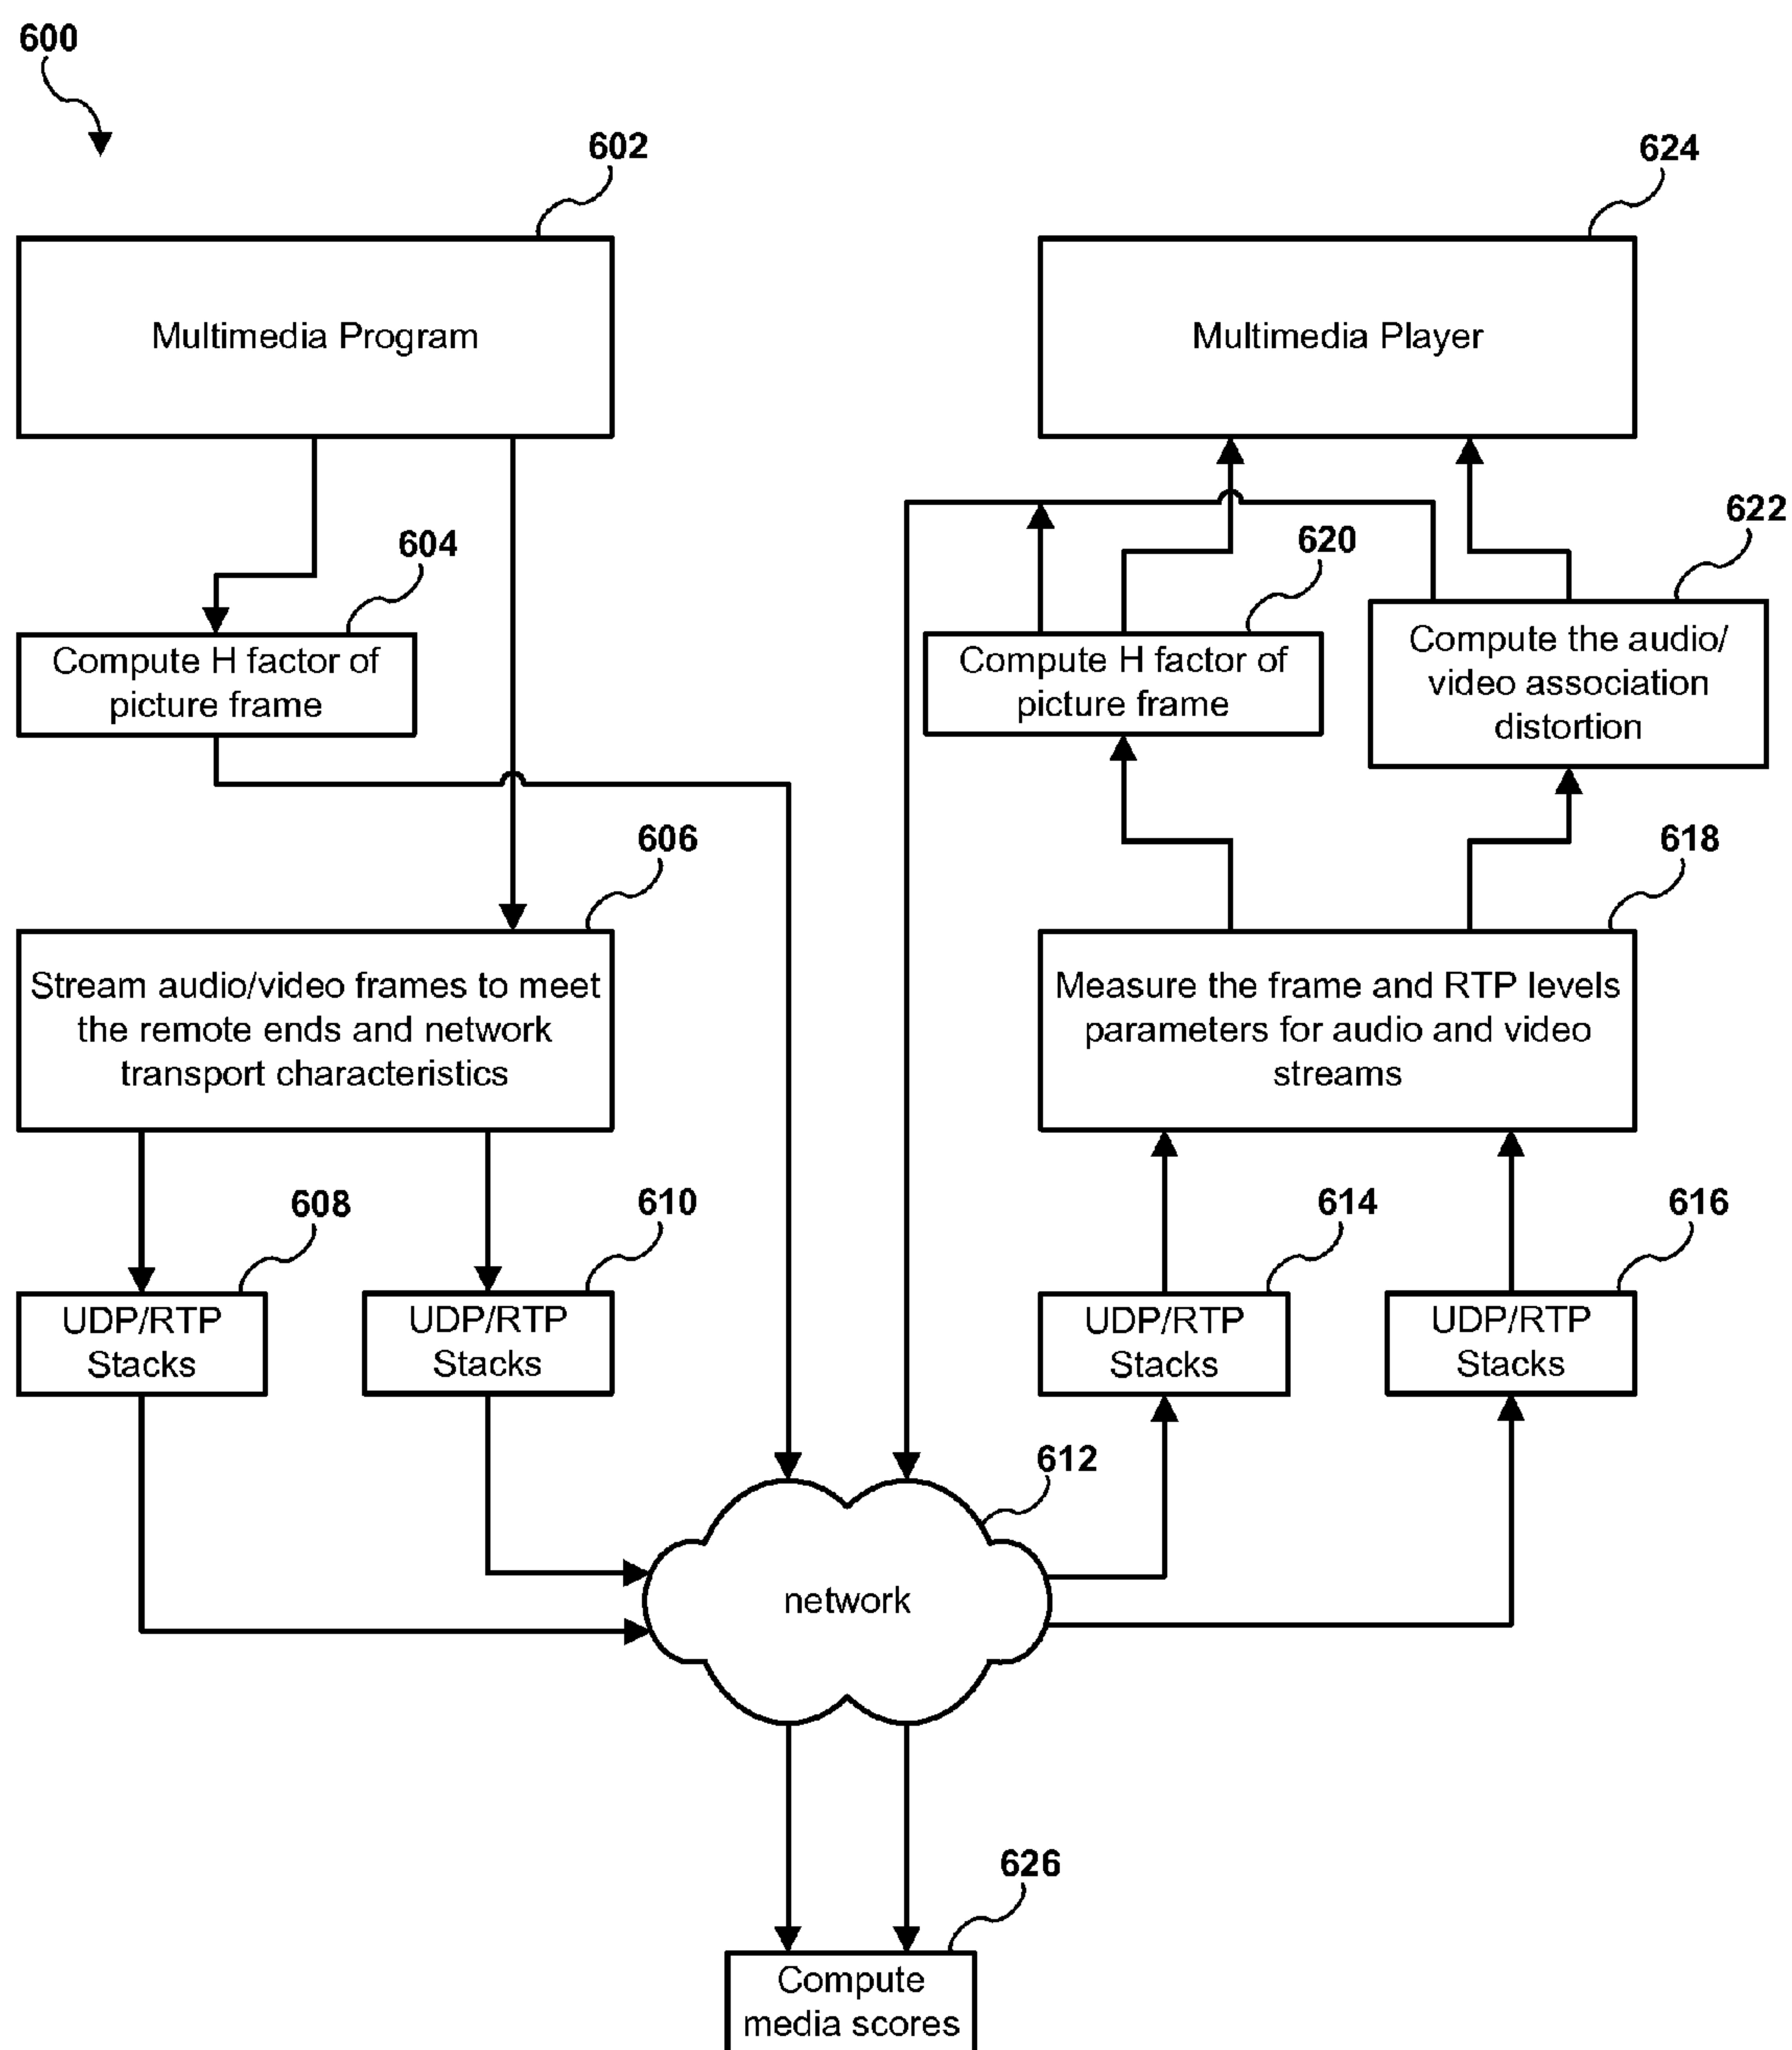 600
602
624
Multimedia Program
Multimedia Player
604
620
622
Compute H factor of
picture frame
Compute H factor of
picture frame
Compute the audio/
video association
distortion
606
618
Stream audio/video frames to meet
the remote ends and network
transport characteristics
Measure the frame and RTP levels
parameters for audio and video
streams
608
610
614
616
UDP/RTP
Stacks
UDP/RTP
Stacks
UDP/RTP
Stacks
UDP/RTP
Stacks
612
network
626
Compute
media scores